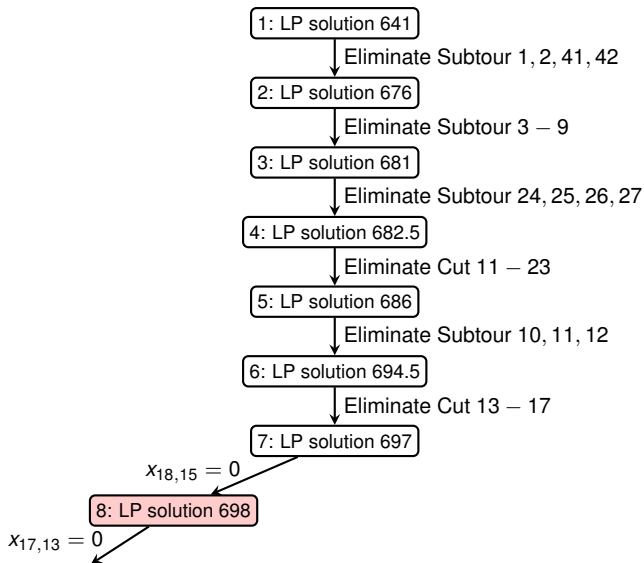 1: LP solution 641
Eliminate Subtour 1, 2, 41, 42
2: LP solution 676
Eliminate Subtour 3 − 9
3: LP solution 681
Eliminate Subtour 24, 25, 26, 27
4: LP solution 682.5
Eliminate Cut 11 − 23
5: LP solution 686
Eliminate Subtour 10, 11, 12
6: LP solution 694.5
Eliminate Cut 13 − 17
7: LP solution 697
x18,15 = 0
8: LP solution 698
x17,13 = 0